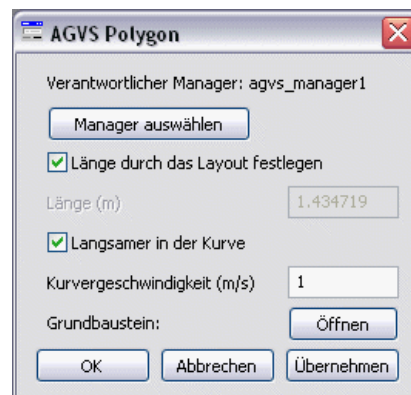 AGVS Polygon
Verantwortlicher Manager: agvs_manager1
Manager auswählen
Länge durch das Layout festlegen
Länge (m) 1.434719
Langsamer in der Kurve
Kurvergeschwindigkeit (m/s) 1
Grundbaustein: Öffnen
OK Abbrechen Übernehmen